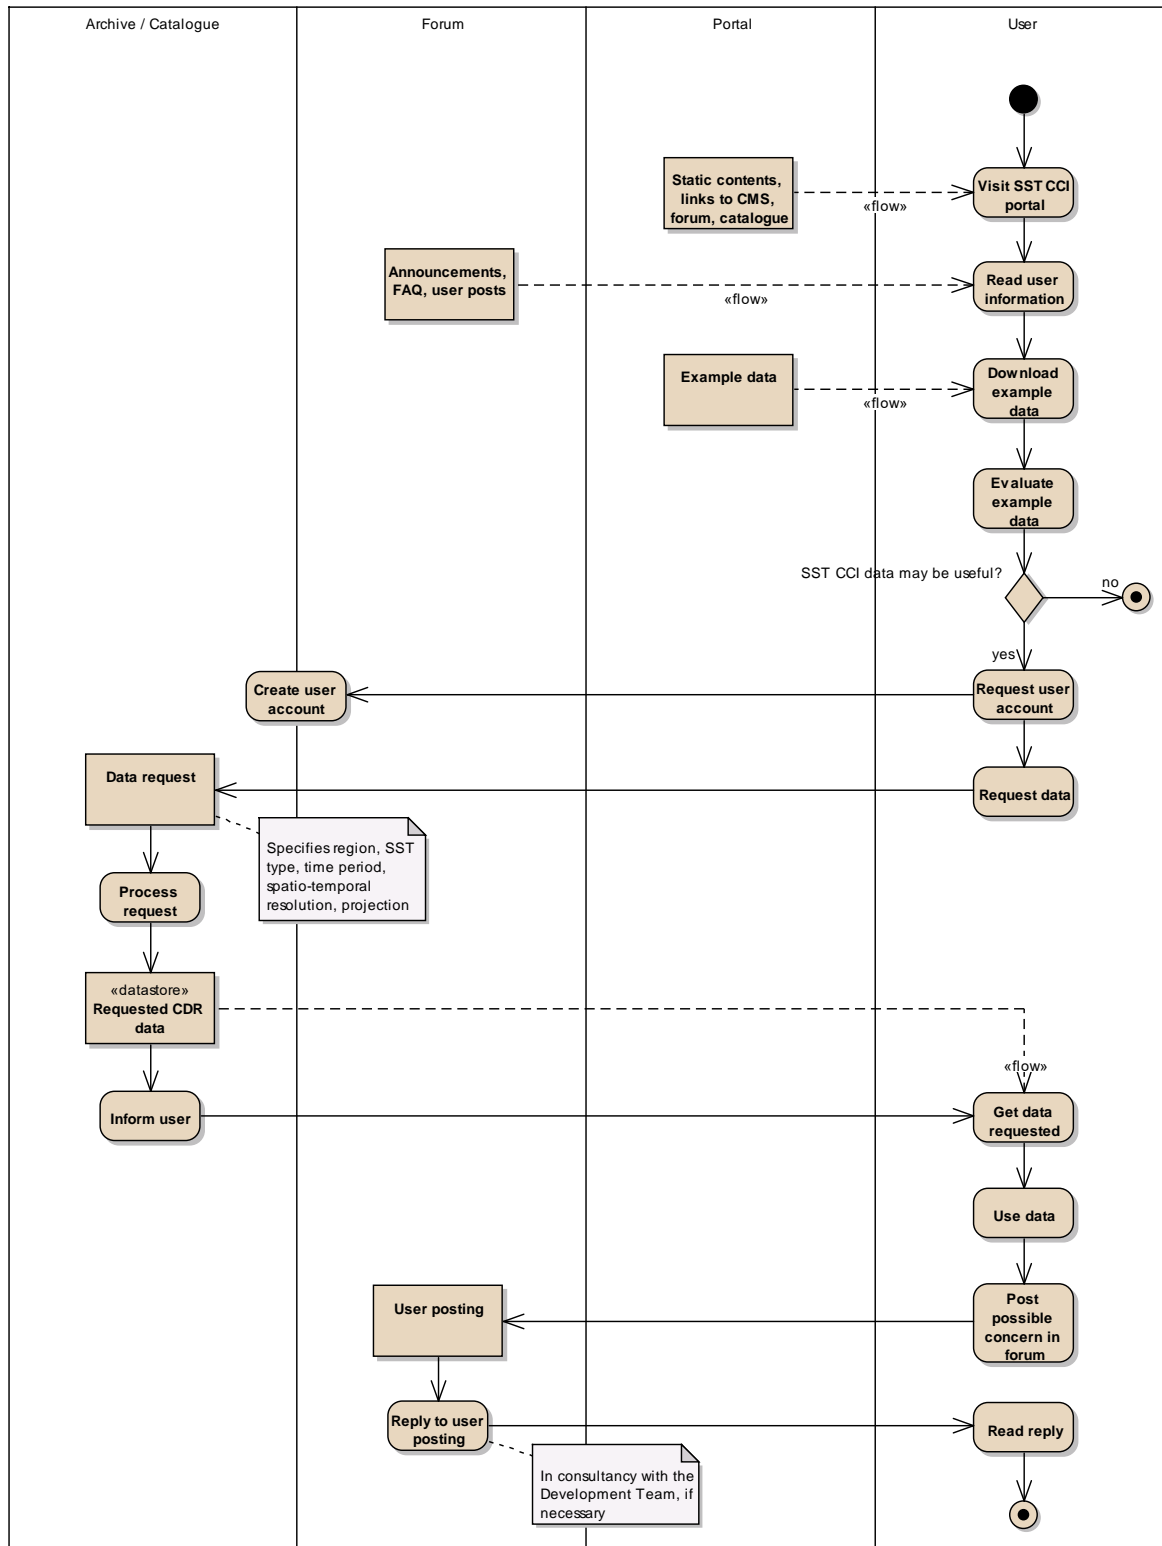 Archive / Catalogue
Forum
Portal
User
Static contents,
links to CMS,
forum, catalogue
«flow»
Visit SST CCI
portal
Announcements,
FAQ, user posts
«flow»
Read user
information
Example data
«flow»
Download
example
data
Evaluate
example
data
SST CCI data may be useful?
no
yes
Create user
account
Request user
account
Data request
Request data
Specifies region, SST
type, time period,
spatio-temporal
resolution, projection
Process
request
«datastore»
Requested CDR
data
«flow»
Inform user
Get data
requested
Use data
User posting
Post
possible
concern in
forum
Reply to user
posting
Read reply
In consultancy with the
Development Team, if
necessary